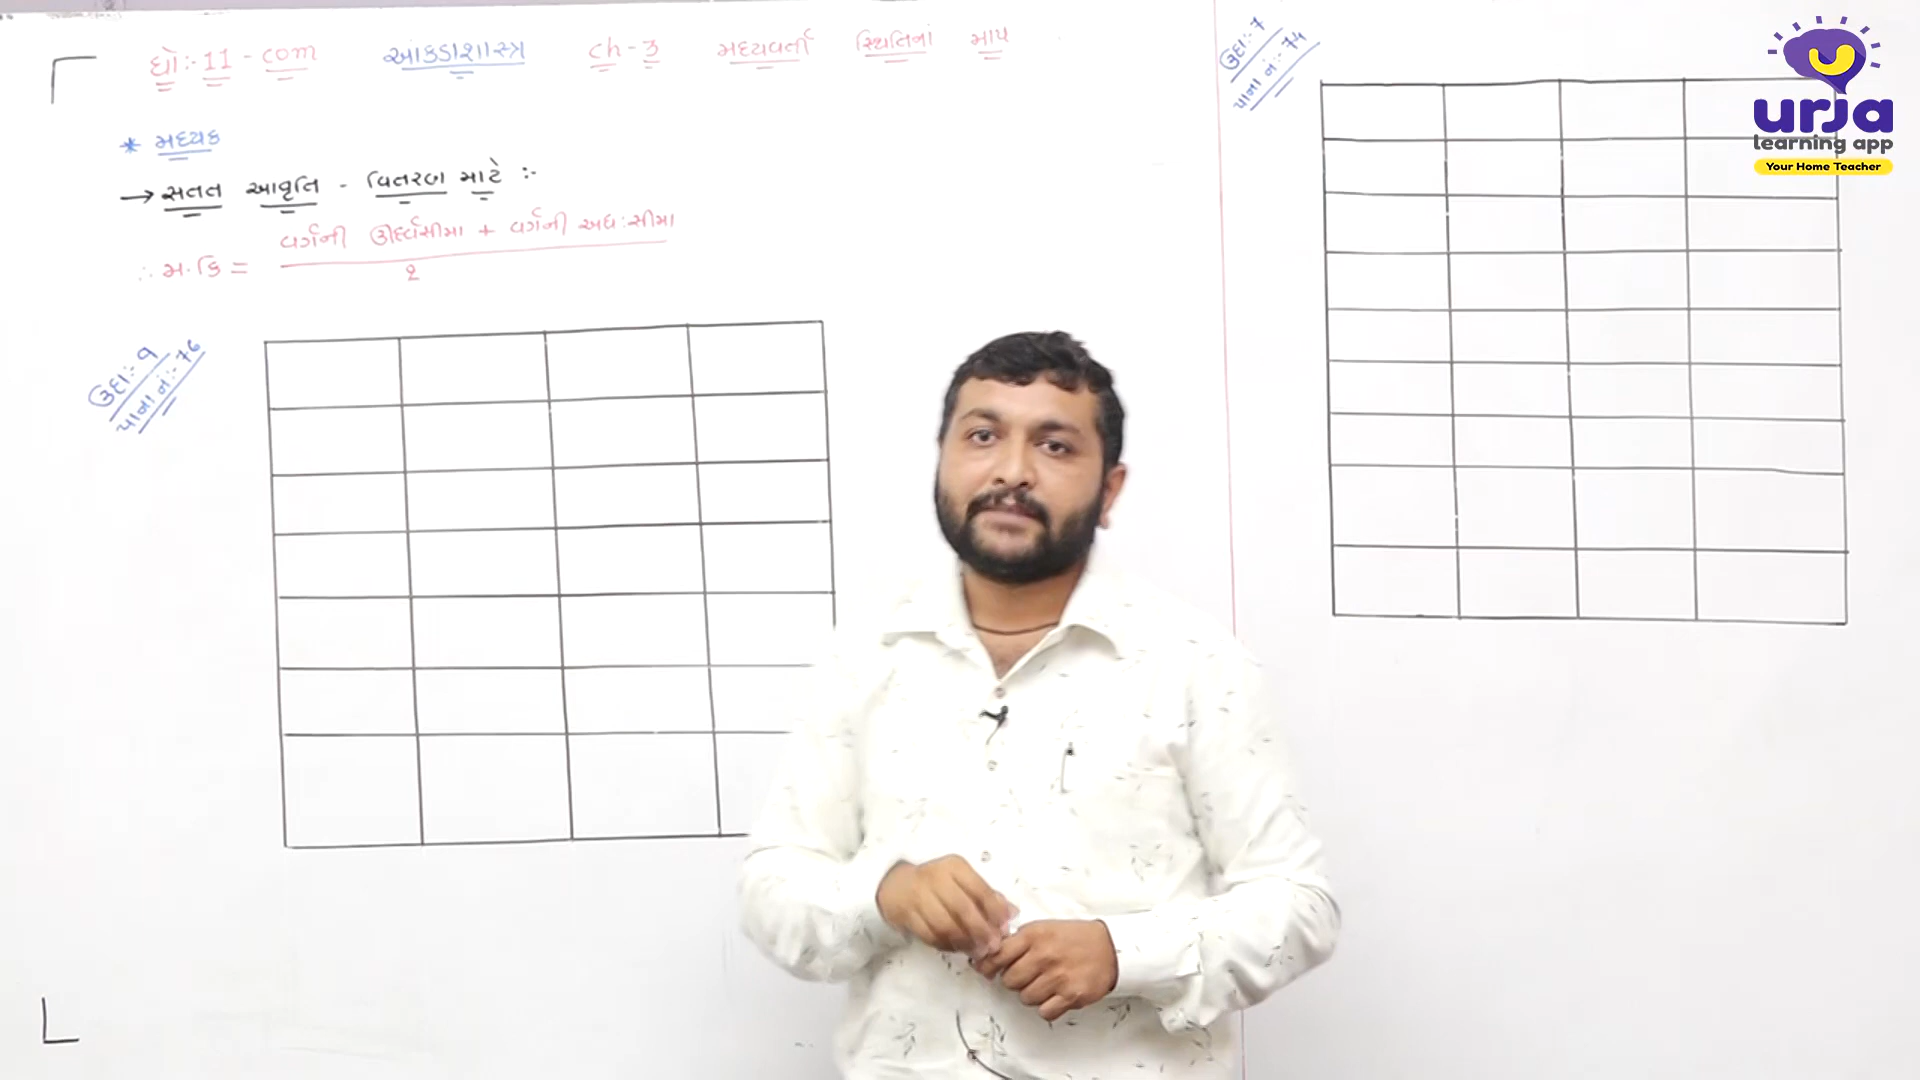 ધો:-11 - com આંકડાશાસ્ત્ર ch-3 મધ્યવર્તી સ્થિતિનાં માપ
* મધ્યક
→ સતત આવૃતિ - વિતરણ માટે :-
∴ મ.કિ = વર્ગની ઊર્ધ્વસીમા + વર્ગની અધ:સીમા
2
ઉદા:- 9
પાના નં:- 76
ઉદા:- 7
પાના નં:- 74
urja
learning app
Your Home Teacher